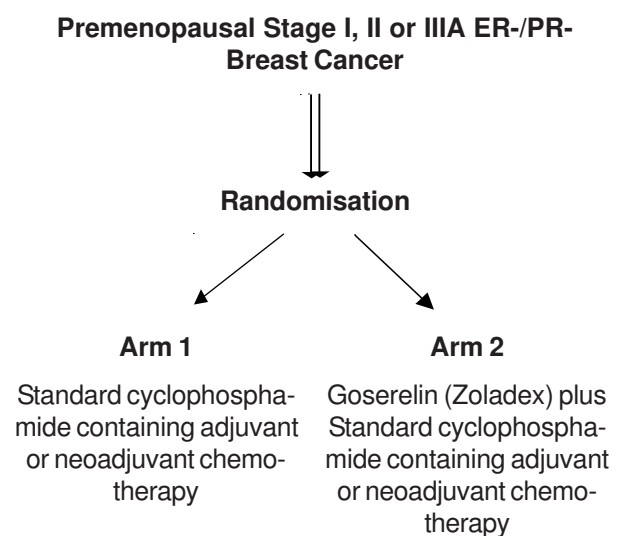 Premenopausal Stage I, II or IIIA ER-/PR-
Breast Cancer
Randomisation
Arm 1
Standard cyclophospha-
mide containing adjuvant
or neoadjuvant chemo-
therapy
Arm 2
Goserelin (Zoladex) plus
Standard cyclophospha-
mide containing adjuvant
or neoadjuvant chemo-
therapy